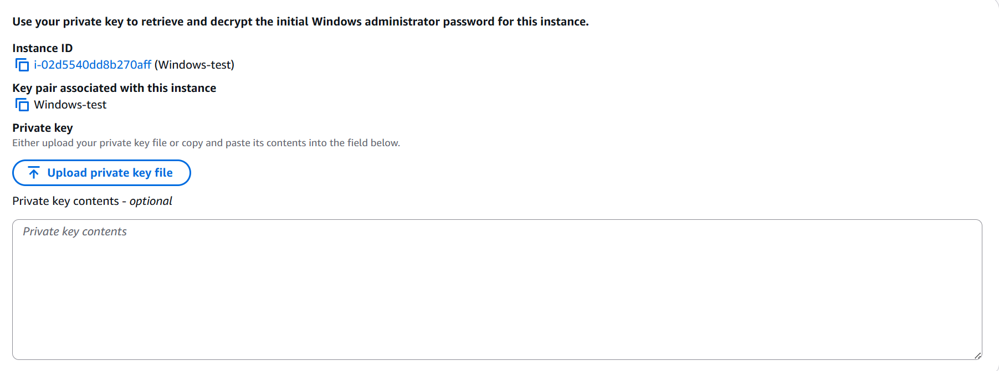 Use your private key to retrieve and decrypt the initial Windows administrator password for this instance.
Instance ID
i-02d5540dd8b270aff (Windows-test)
Key pair associated with this instance
Windows-test
Private key
Either upload your private key file or copy and paste its contents into the field below.
Upload private key file
Private key contents - optional
Private key contents